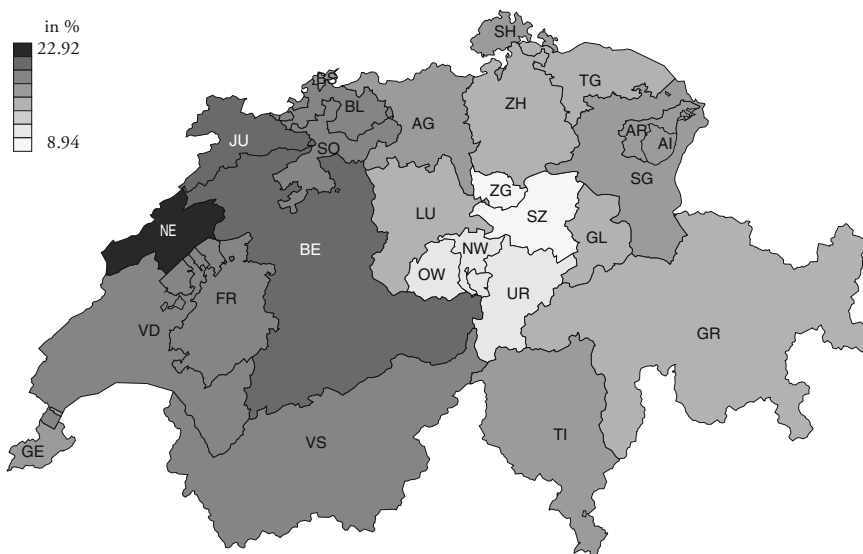 in %
22.92
8.94
SH
BS
BL
TG
ZH
AG
JU
SO
AR
AI
SG
ZG
LU
SZ
NE
BE
NW
GL
OW
UR
FR
VD
GR
TI
VS
GE